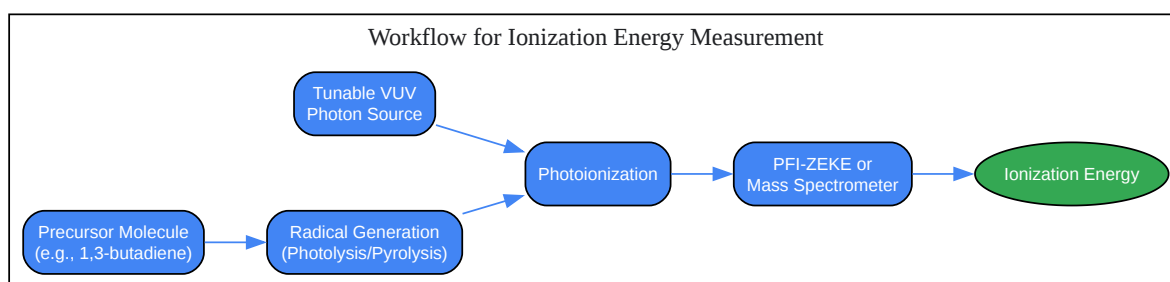 Workflow for Ionization Energy Measurement
Tunable VUV
Photon Source
Photoionization
PFI-ZEKE or
Mass Spectrometer
Ionization Energy
Precursor Molecule
(e.g., 1,3-butadiene)
Radical Generation
(Photolysis/Pyrolysis)